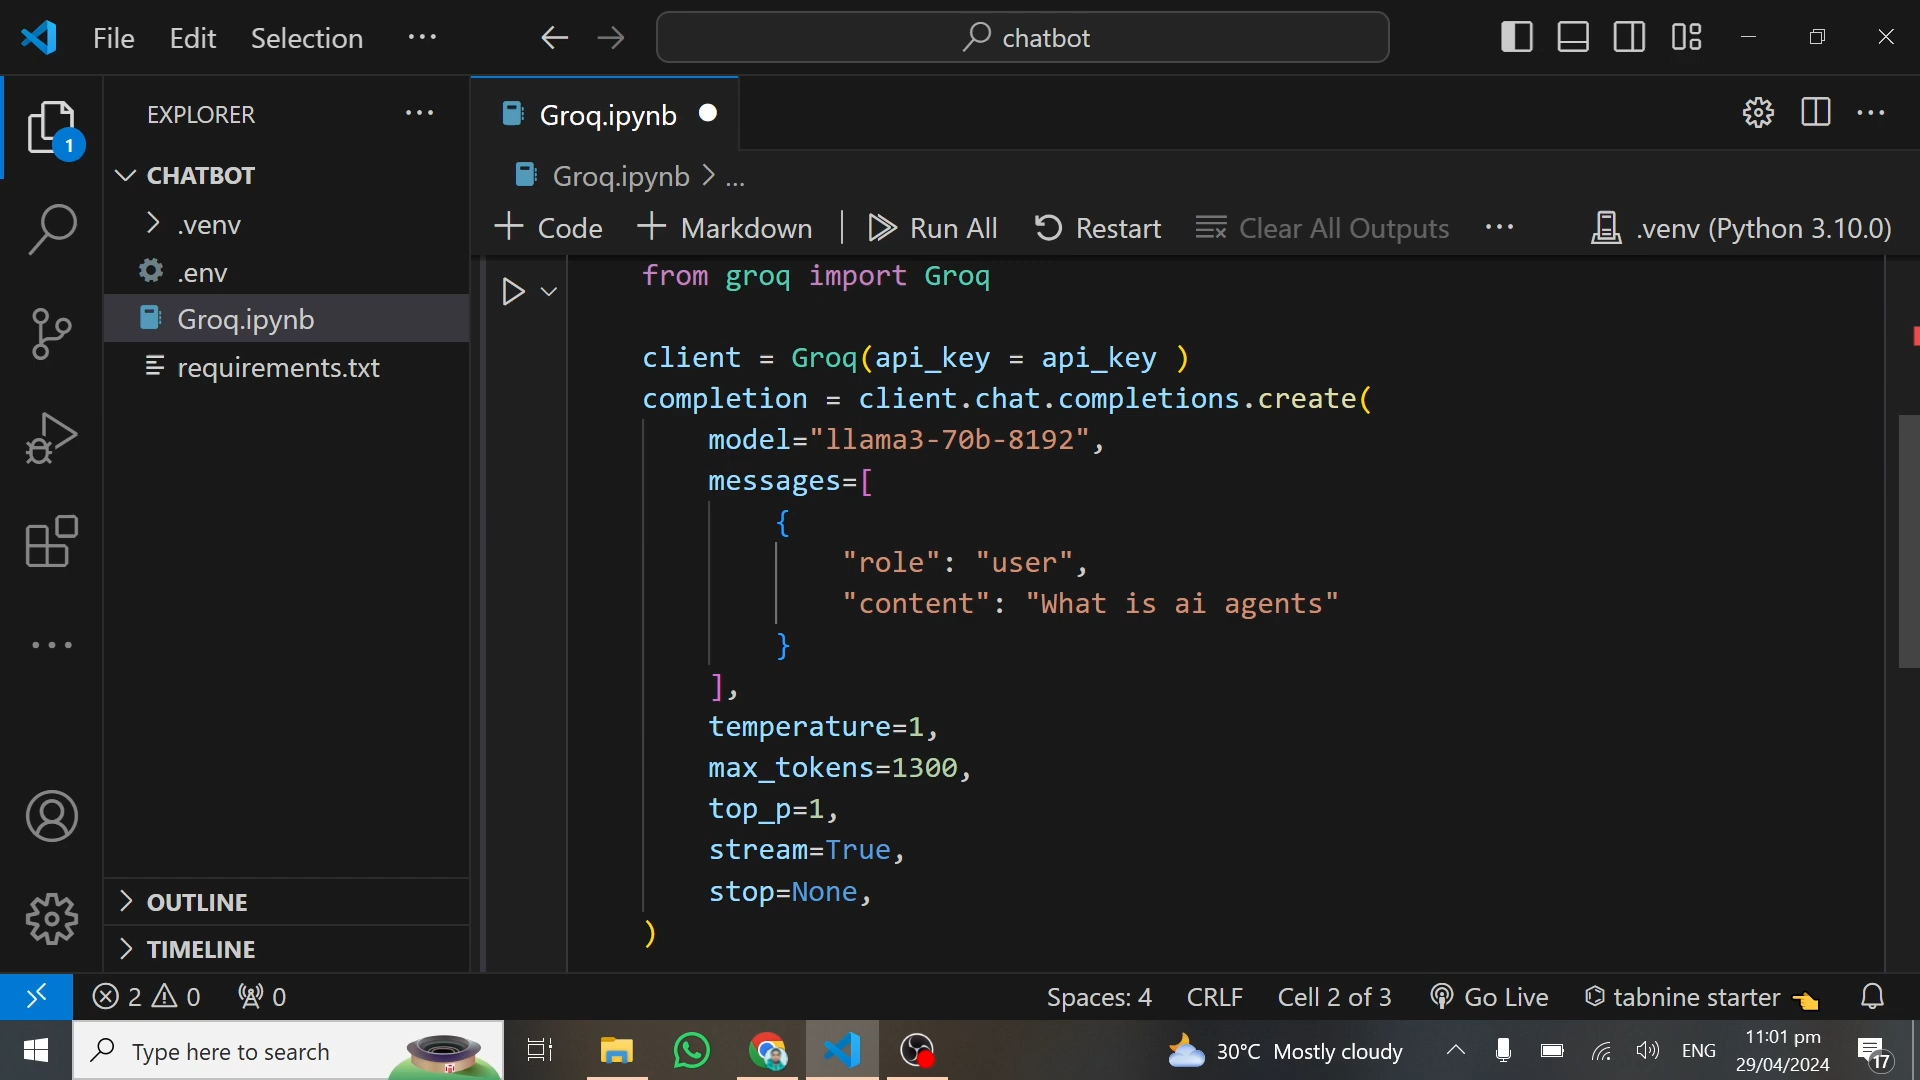 File Edit Selection ...
chatbot
EXPLORER ...
Groq.ipynb
CHATBOT
Groq.ipynb > ...
.venv
Code Markdown Run All Restart Clear All Outputs ... .venv (Python 3.10.0)
.env
Groq.ipynb
requirements.txt
1
from groq import Groq
client = Groq(api_key = api_key )
completion = client.chat.completions.create(
model="llama3-70b-8192",
messages=[
{
"role": "user",
"content": "What is ai agents"
}
],
temperature=1,
max_tokens=1300,
top_p=1,
stream=True,
stop=None,
)
OUTLINE
TIMELINE
2 0 0 Spaces: 4 CRLF Cell 2 of 3 Go Live tabnine starter
Type here to search 30°C Mostly cloudy ENG 11:01 pm
29/04/2024
17